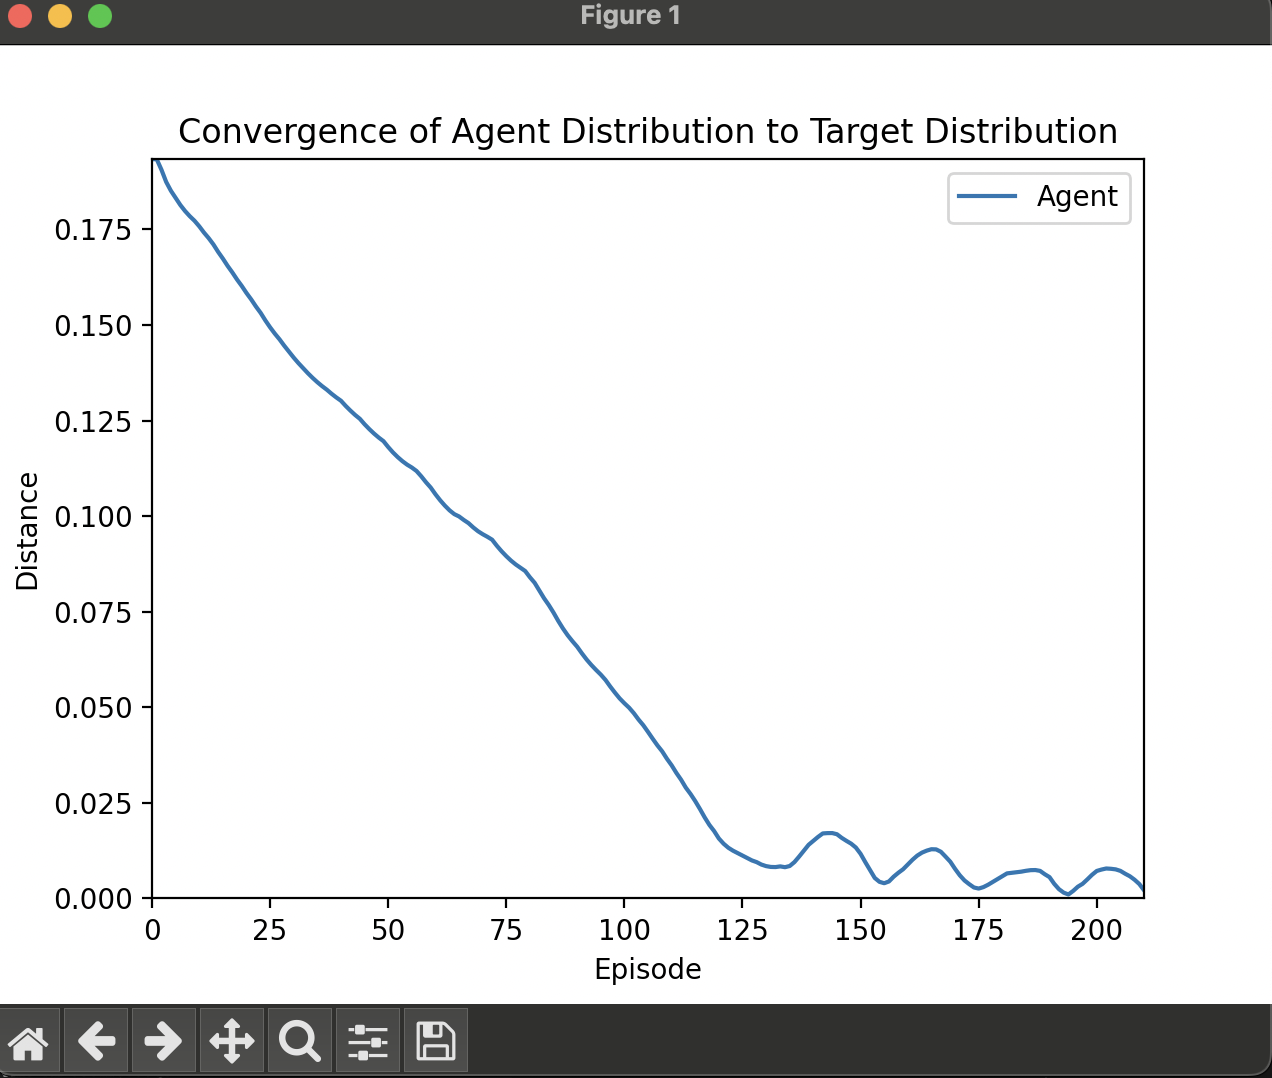 Figure 1
Convergence of Agent Distribution to Target Distribution
Agent
0.175
0.150
0.125
0.100
0.075
0.050
0.025
0.000
Distance
0 25 50 75 100 125 150 175 200
Episode